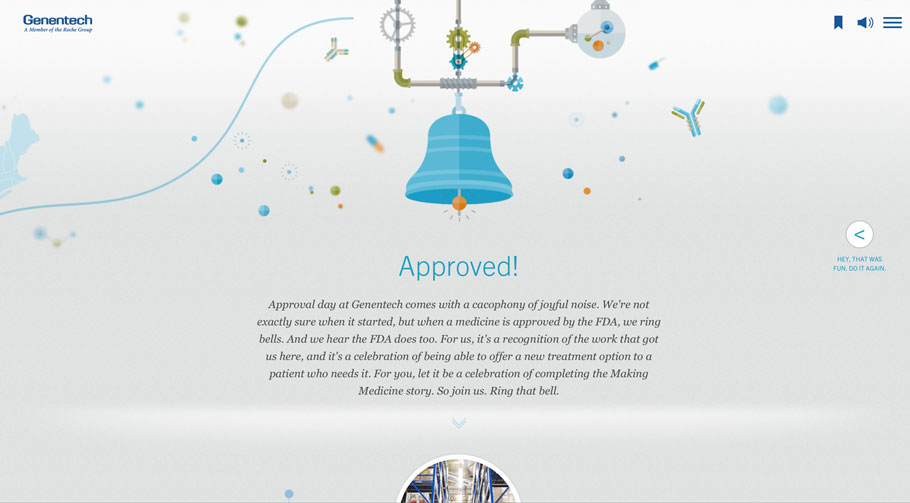 Genentech
A Member of the Roche Group
<
HEY, THAT WAS
FUN. DO IT AGAIN.
Approved!
Approval day at Genentech comes with a cacophony of joyful noise. We're not
exactly sure when it started, but when a medicine is approved by the FDA, we ring
bells. And we hear the FDA does too. For us, it's a recognition of the work that got
us here, and it's a celebration of being able to offer a new treatment option to a
patient who needs it. For you, let it be a celebration of completing the Making
Medicine story. So join us. Ring that bell.